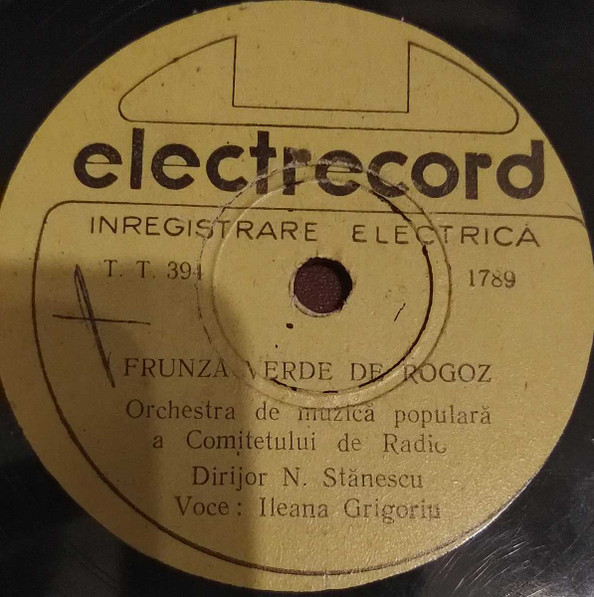 electrecord
INREGISTRARE ELECTRICĂ
T. T. 394 1789
FRUNZA VERDE DE ROGOZ
Orchestra de muzică populară
a Comitetului de Radio
Dirijor N. Stănescu
Voce: Ileana Grigoriu